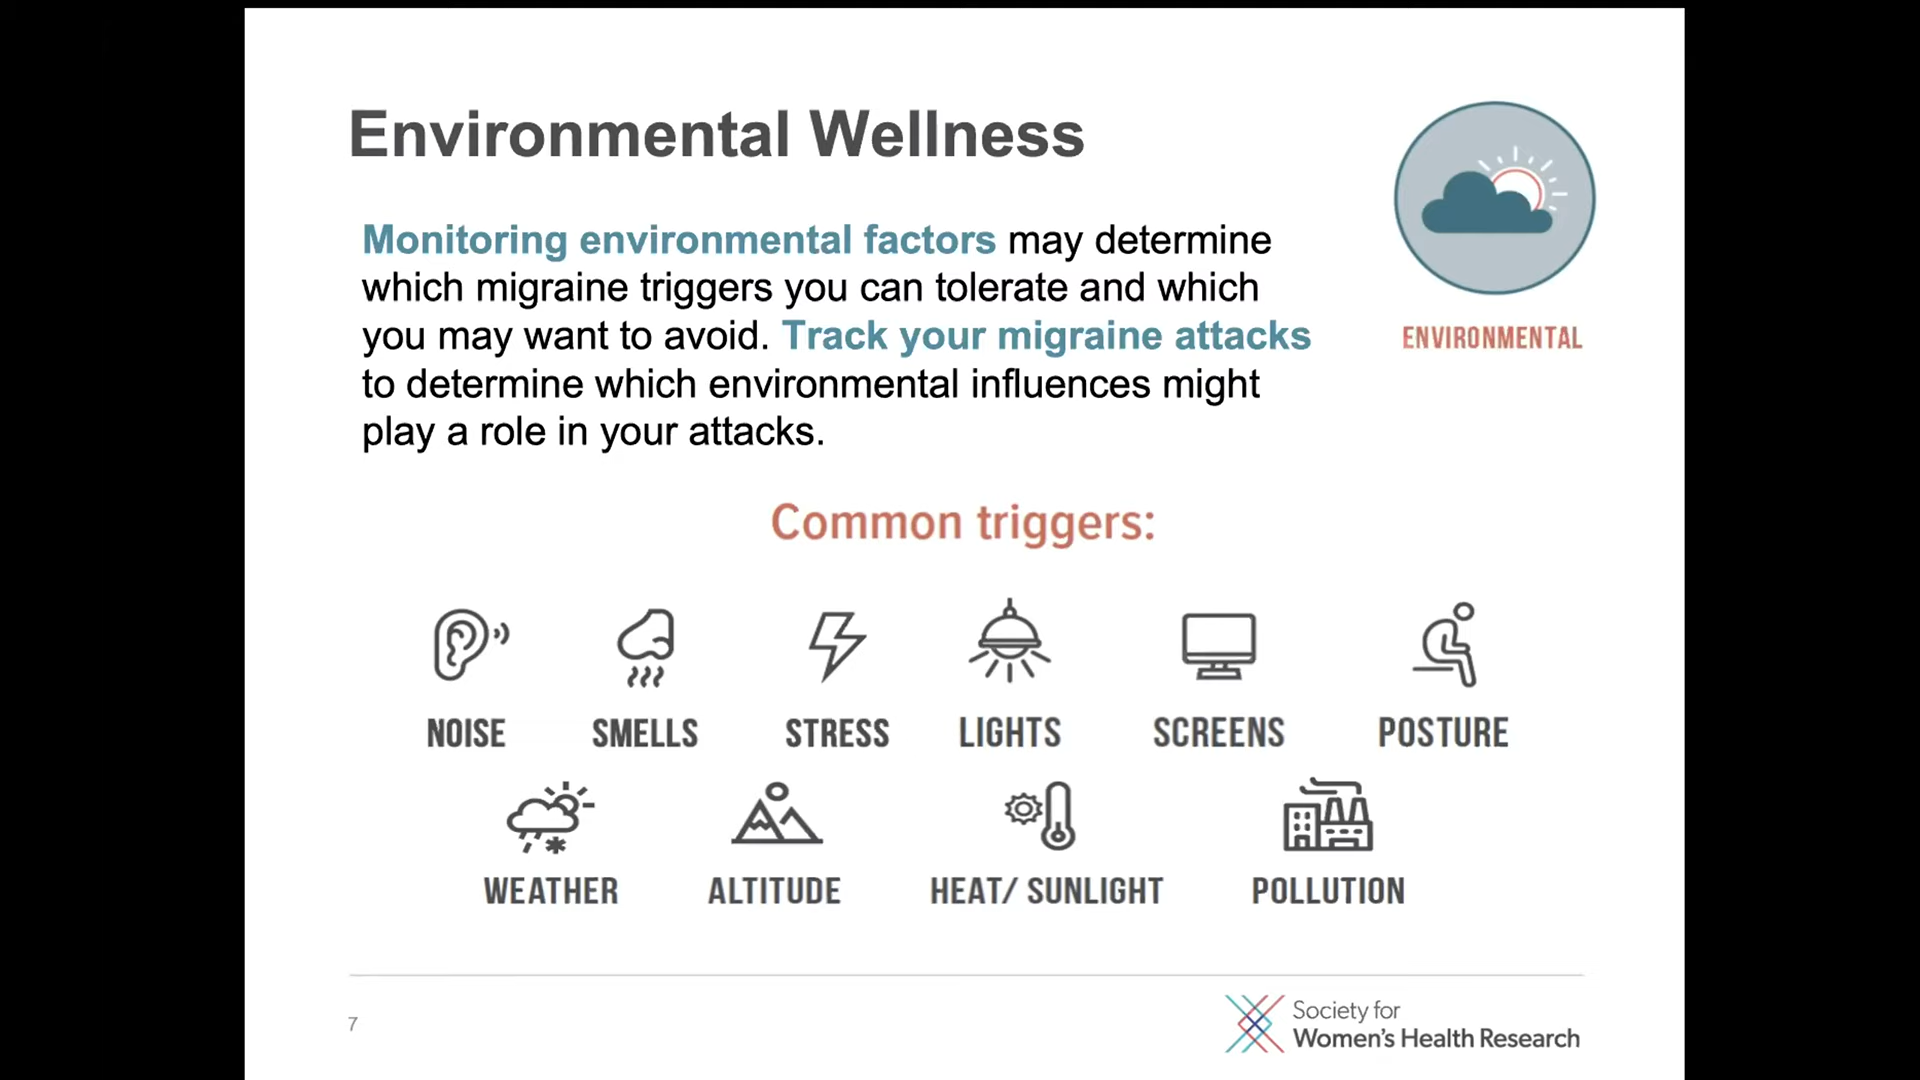 Environmental Wellness
Monitoring environmental factors may determine
which migraine triggers you can tolerate and which
you may want to avoid. Track your migraine attacks
to determine which environmental influences might
play a role in your attacks.
ENVIRONMENTAL
Common triggers:
NOISE SMELLS STRESS LIGHTS SCREENS POSTURE
WEATHER ALTITUDE HEAT/ SUNLIGHT POLLUTION
7
Society for
Women's Health Research